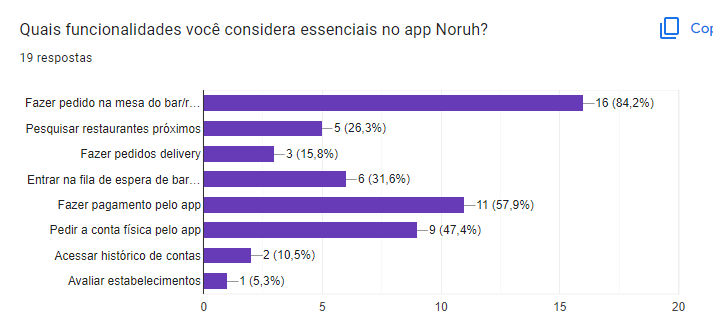 Quais funcionalidades você considera essenciais no app Noruh?
Cop
19 respostas
Fazer pedido na mesa do bar/r…
16 (84,2%)
Pesquisar restaurantes próximos
5 (26,3%)
Fazer pedidos delivery
3 (15,8%)
Entrar na fila de espera de bar…
6 (31,6%)
Fazer pagamento pelo app
11 (57,9%)
Pedir a conta física pelo app
9 (47,4%)
Acessar histórico de contas
2 (10,5%)
Avaliar estabelecimentos
1 (5,3%)
0 5 10 15 20